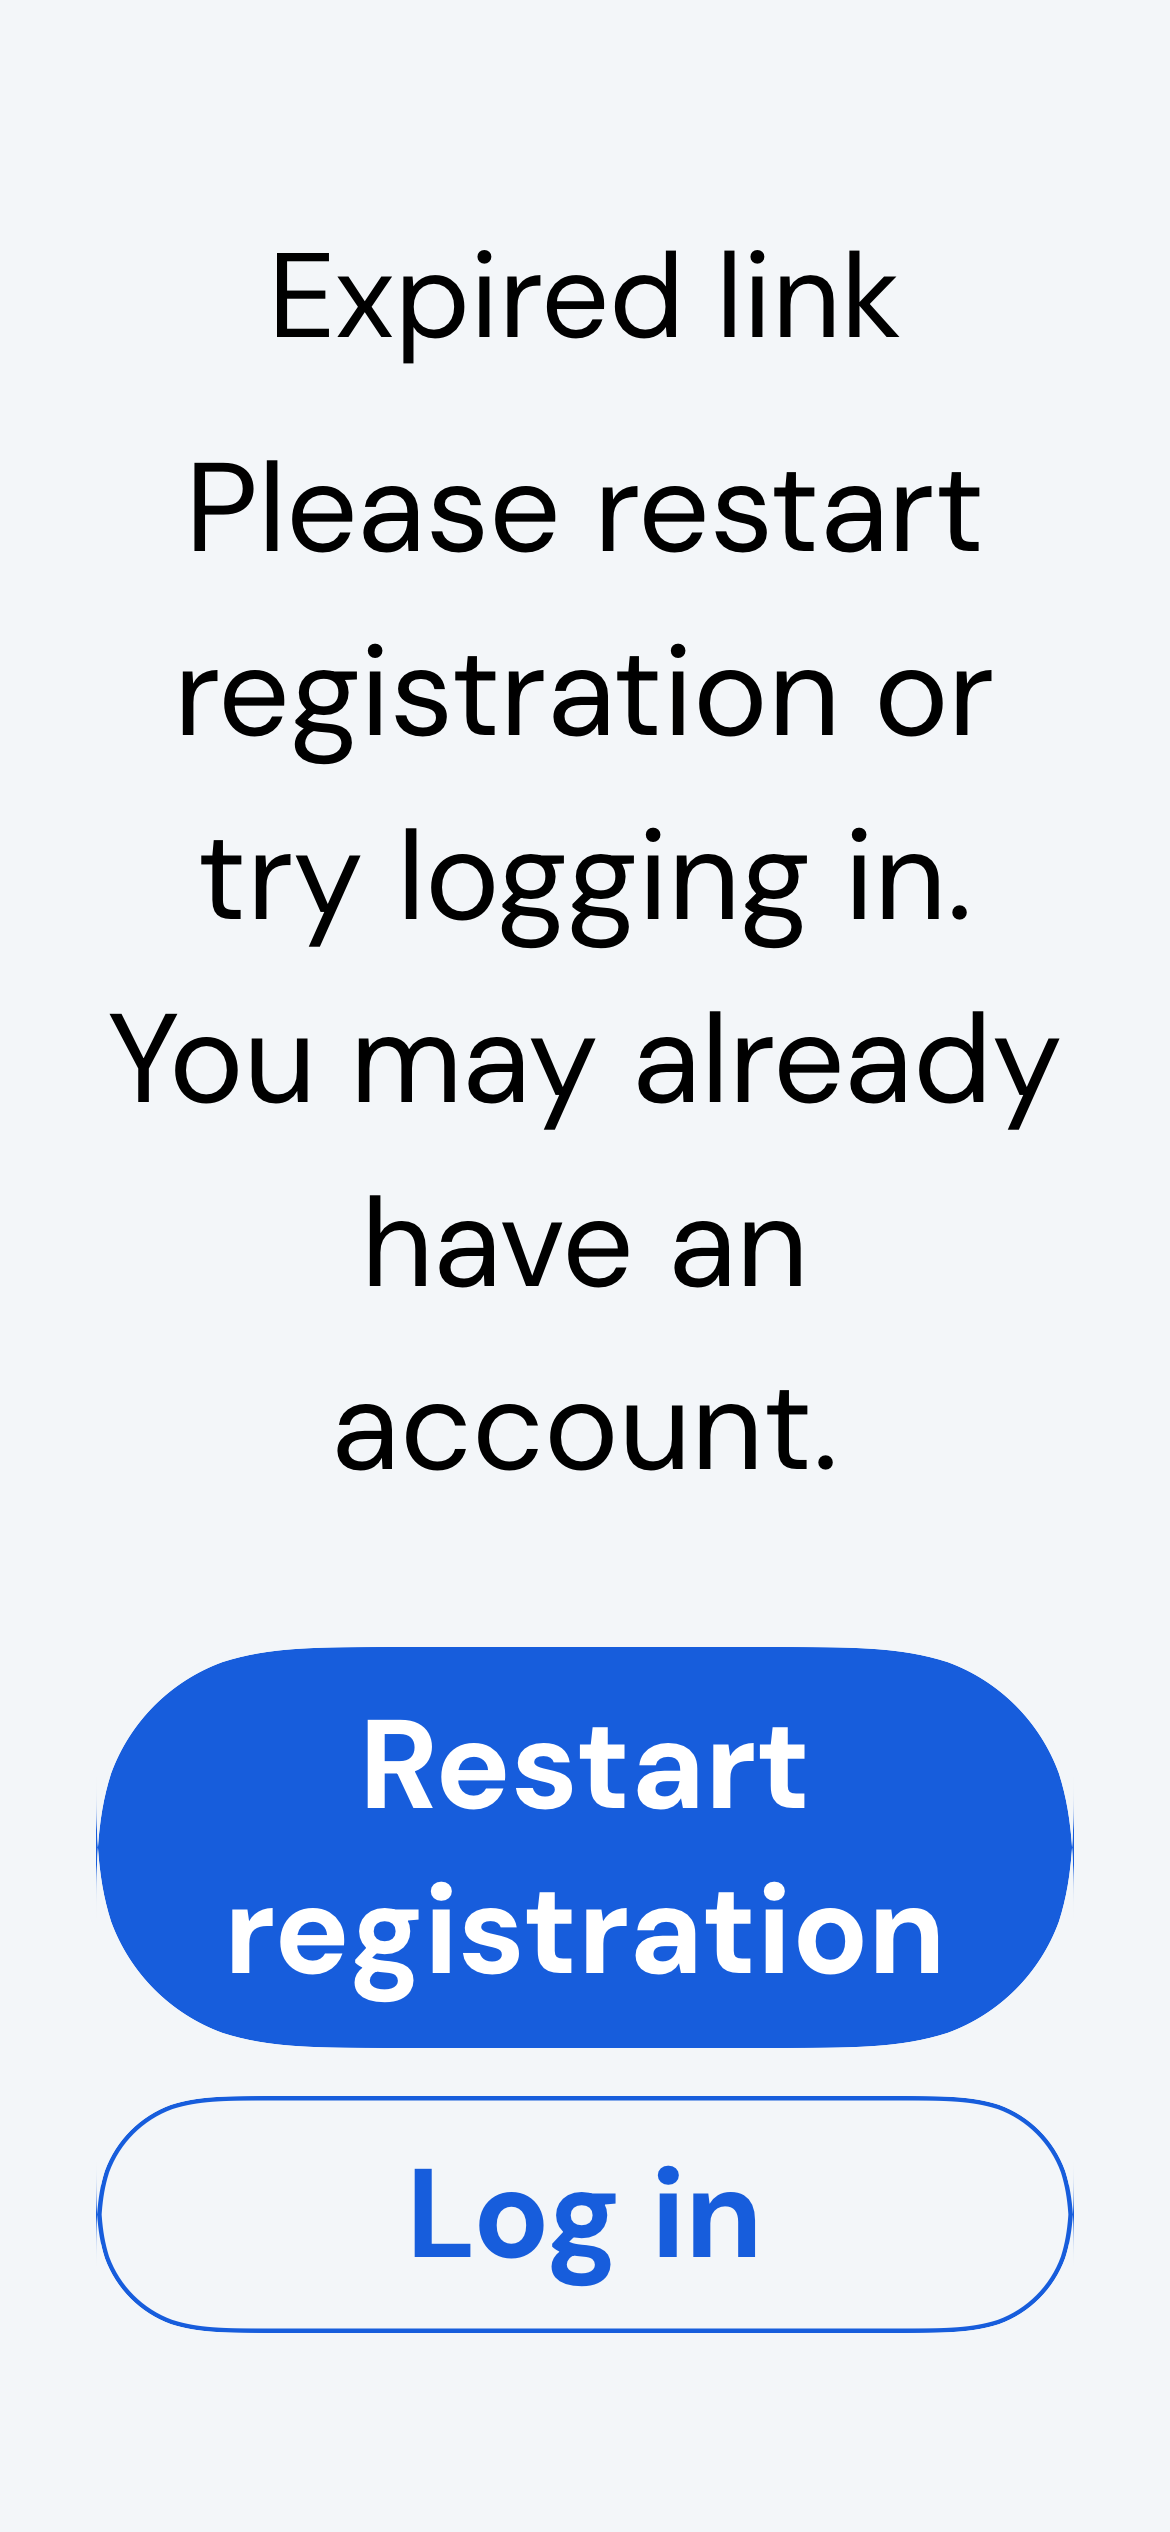 Expired link
Please restart
registration or
try logging in.
You may already
have an
account.
Restart
registration
Log in